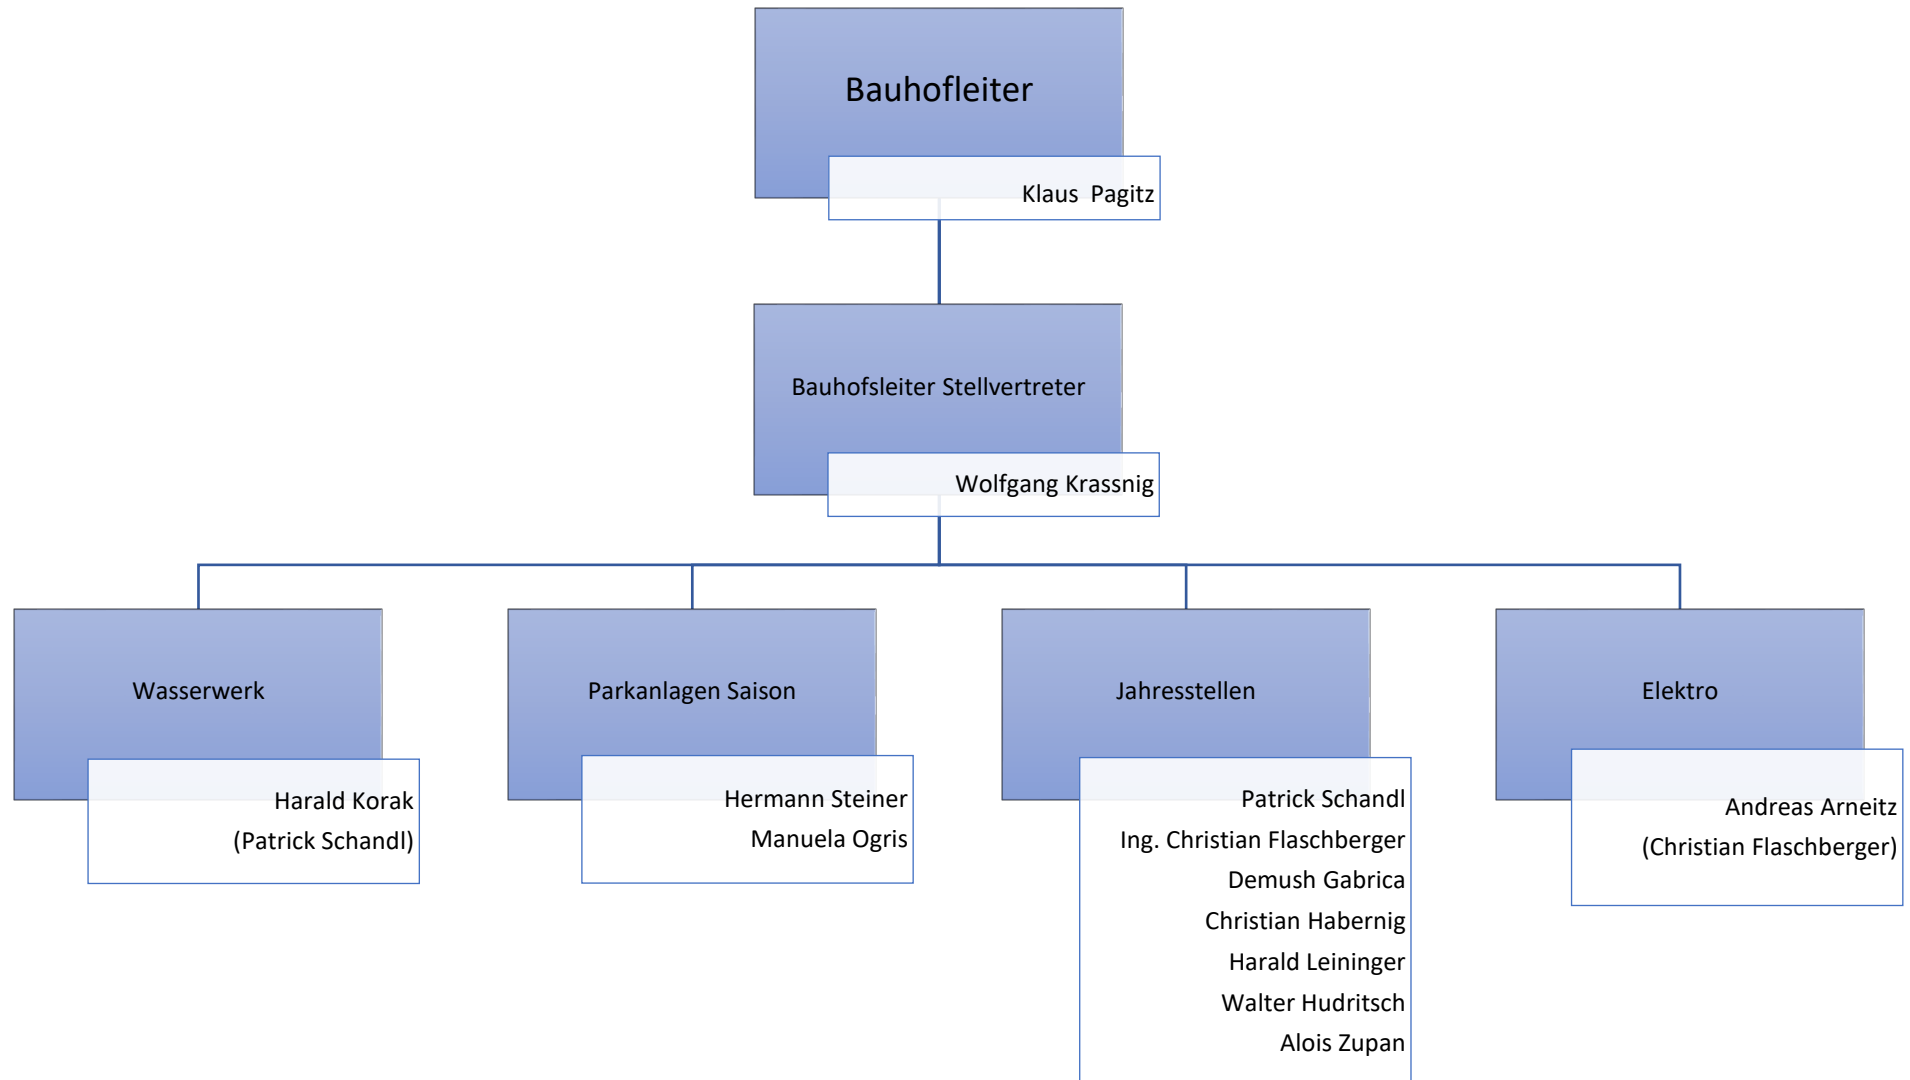 Bauhofleiter
Klaus  Pagitz
Bauhofsleiter Stellvertreter
Wolfgang Krassnig
Wasserwerk
Harald Korak
(Patrick Schandl)
Parkanlagen Saison
Hermann Steiner
Manuela Ogris
Jahresstellen
Patrick Schandl
Ing. Christian Flaschberger
Demush Gabrica
Christian Habernig
Harald Leininger
Walter Hudritsch
Alois Zupan
Elektro
Andreas Arneitz
(Christian Flaschberger)